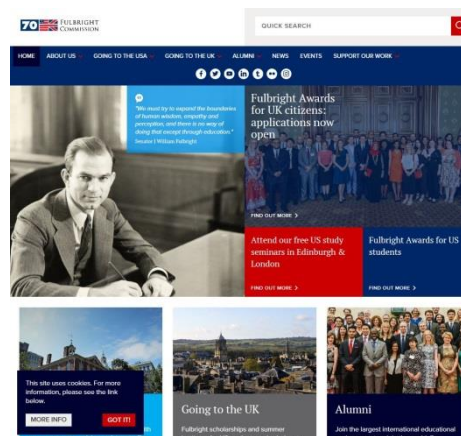 70
FULBRIGHT
COMMISSION
QUICK SEARCH
HOME ABOUT US GOING TO THE USA GOING TO THE UK ALUMNI NEWS EVENTS SUPPORT OUR WORK
"We must try to expand the boundaries
of human wisdom, empathy and
perception, and there is no way of
doing that except through education."
Senator J William Fulbright
Fulbright Awards
for UK citizens:
applications now
open
FIND OUT MORE >
Attend our free US study
seminars in Edinburgh &
London
FIND OUT MORE >
Fulbright Awards for US
students
FIND OUT MORE >
This site uses cookies. For more
information, please see the link
below.
MORE INFO GOT IT!
Going to the UK
Fulbright scholarships and summer
Alumni
Join the largest international educational